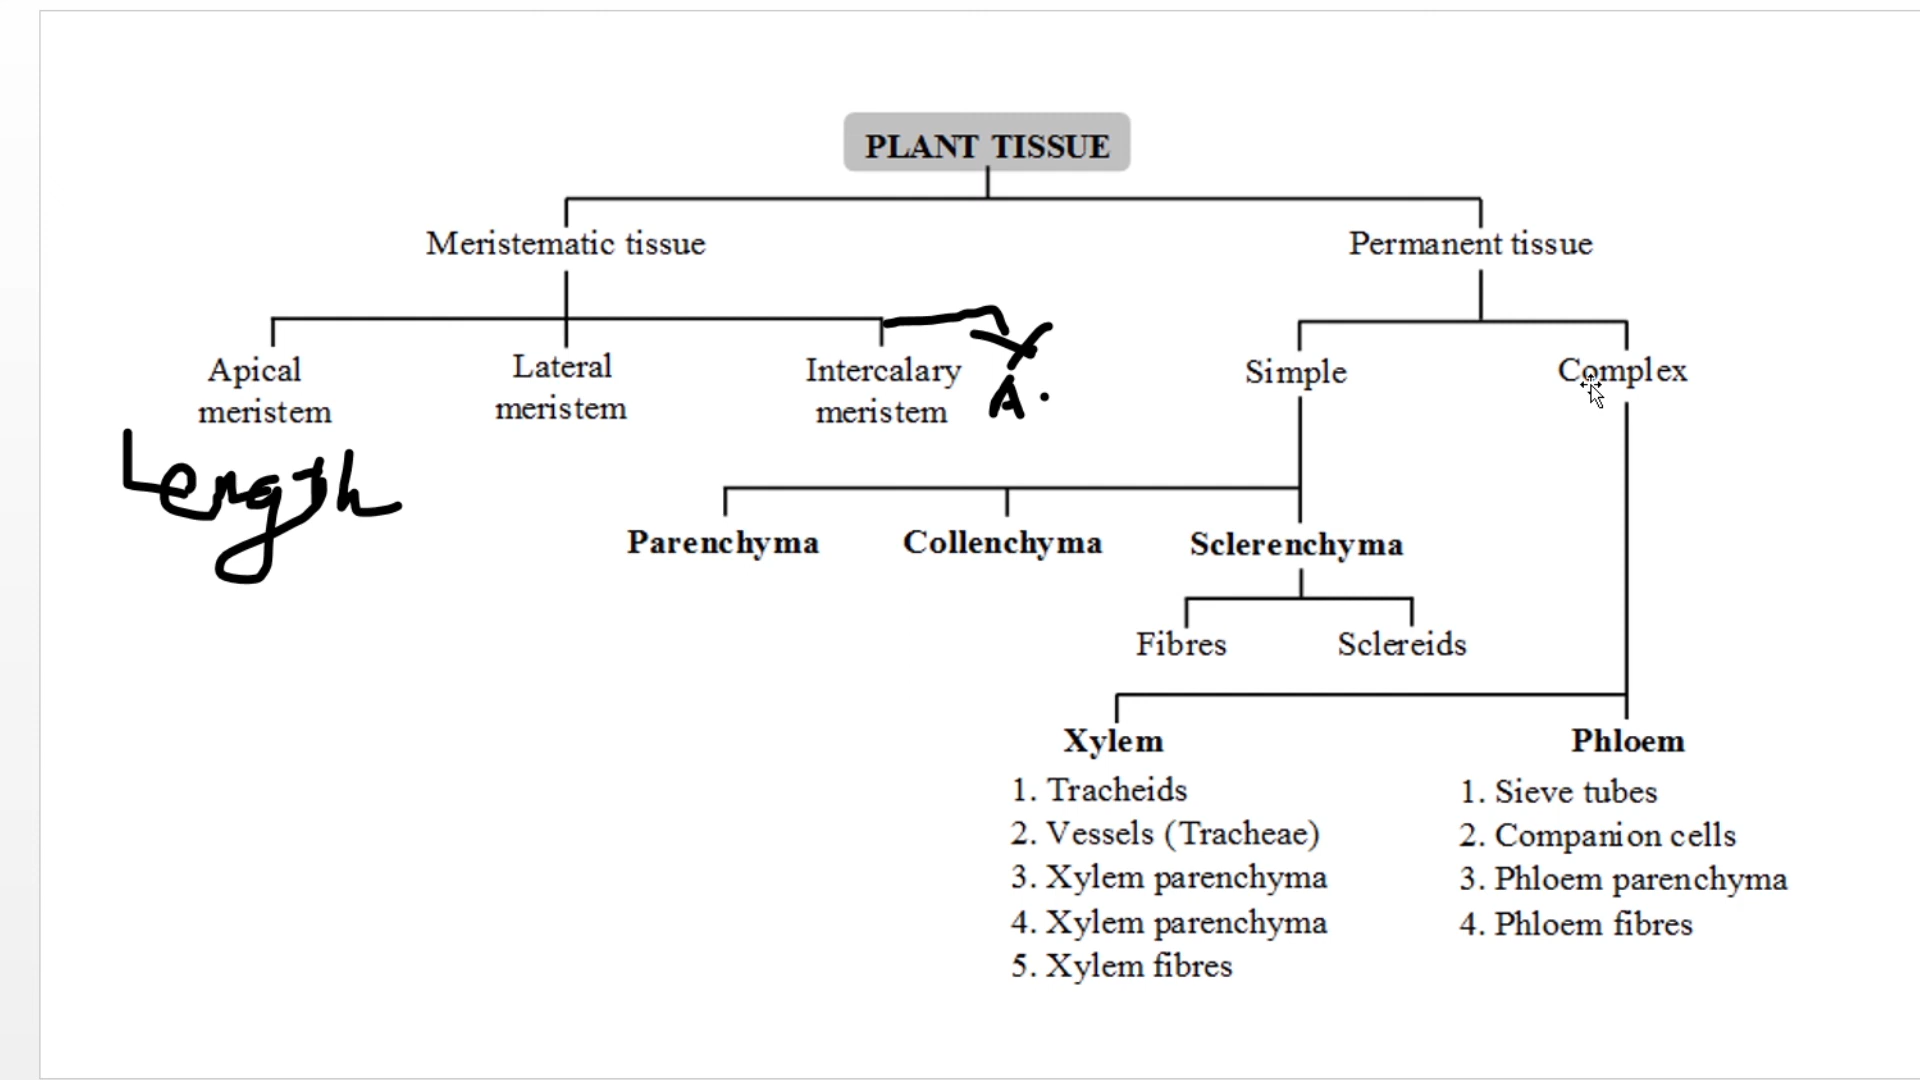 PLANT TISSUE
Meristematic tissue
Permanent tissue
Apical
meristem
Lateral
meristem
Intercalary
meristem
A.
Simple
Complex
Length
Parenchyma
Collenchyma
Sclerenchyma
Fibres
Sclereids
Xylem
1. Tracheids
2. Vessels (Tracheae)
3. Xylem parenchyma
4. Xylem parenchyma
5. Xylem fibres
Phloem
1. Sieve tubes
2. Companion cells
3. Phloem parenchyma
4. Phloem fibres